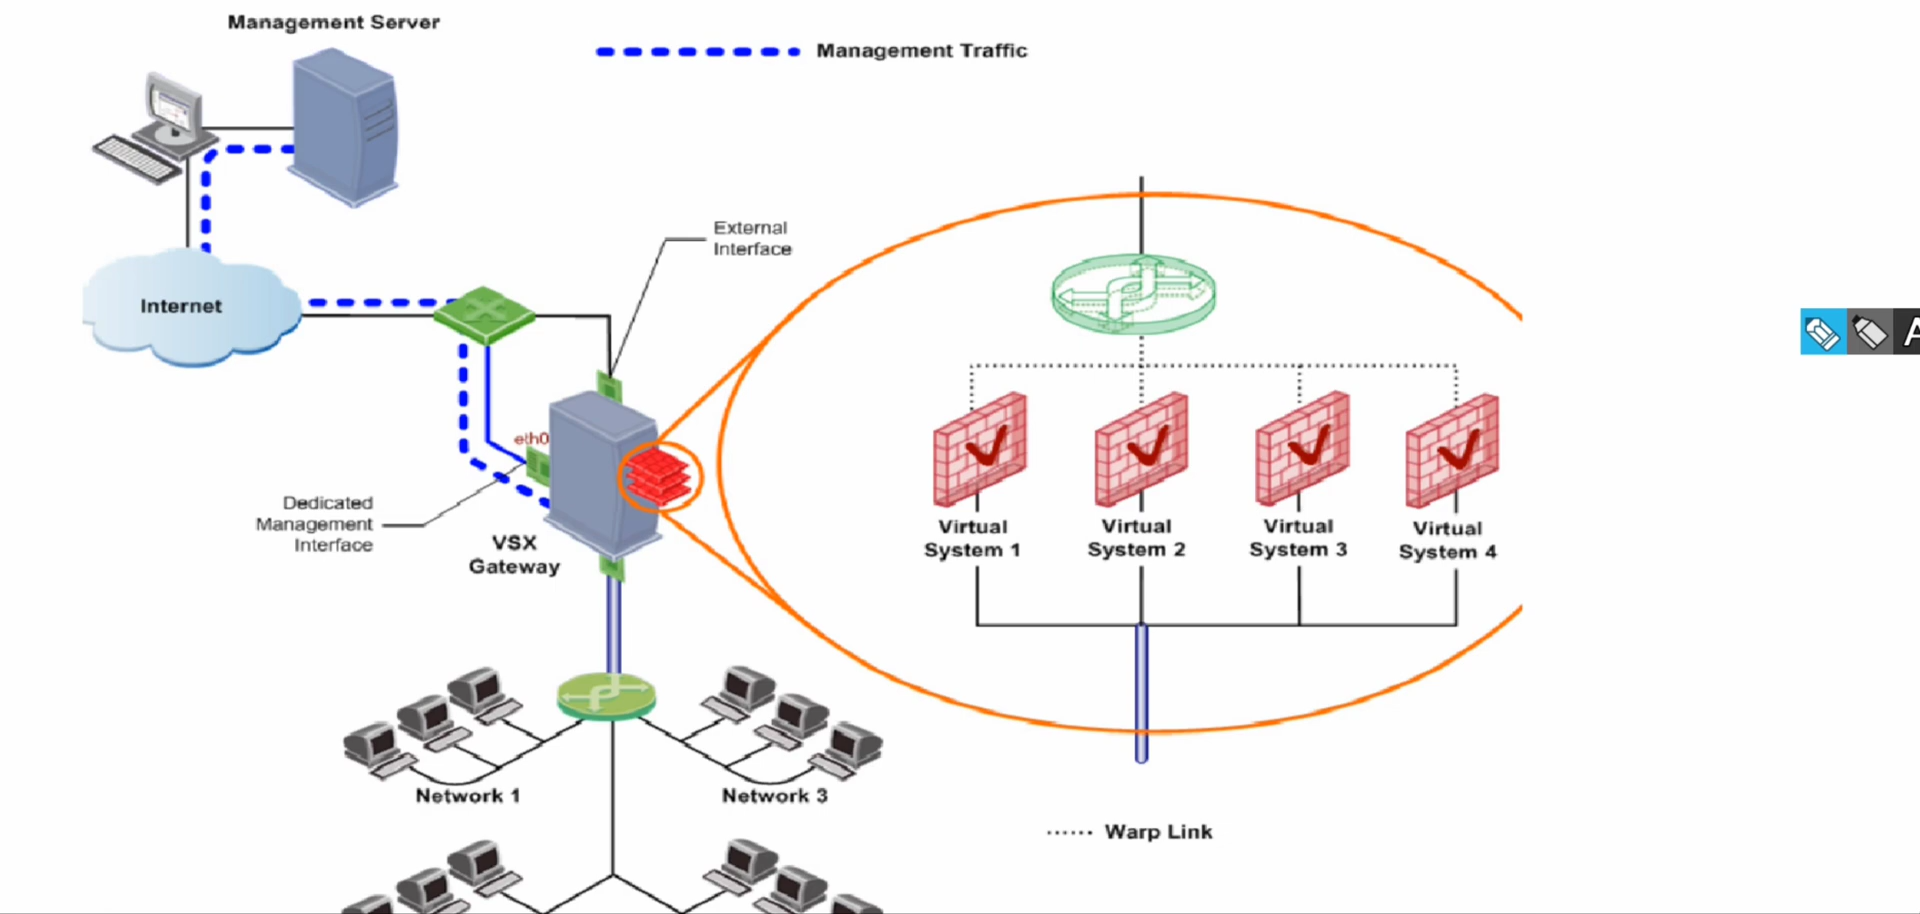 Management Server
Management Traffic
External
Interface
Internet
eth0
Dedicated
Management
Interface
VSX
Gateway
Virtual
System 1
Virtual
System 2
Virtual
System 3
Virtual
System 4
Network 1
Network 3
Warp Link
A